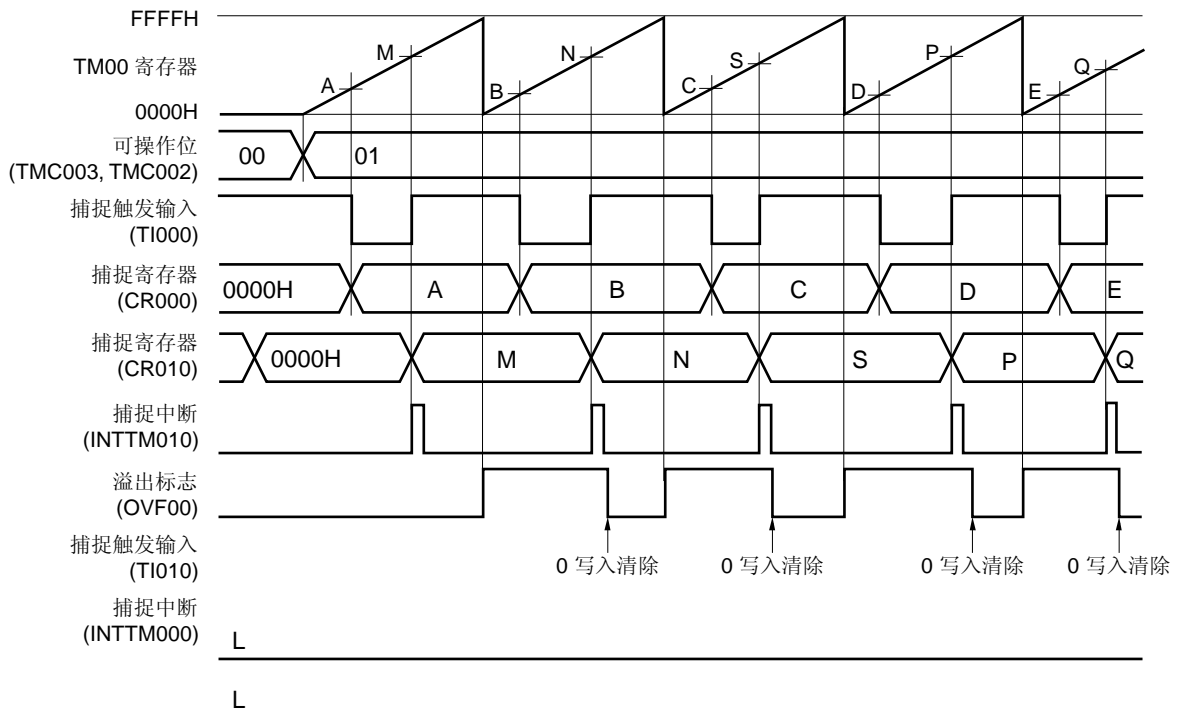 FFFFH
TM00 寄存器
0000H
A M B N C S D P E Q
可操作位
(TMC003, TMC002)
00 01
捕捉触发输入
(TI000)
捕捉寄存器
(CR000)
0000H A B C D E
捕捉寄存器
(CR010)
0000H M N S P Q
捕捉中断
(INTTM010)
溢出标志
(OVF00)
0 写入清除 0 写入清除 0 写入清除 0 写入清除
捕捉触发输入
(TI010)
捕捉中断
(INTTM000)
L
L